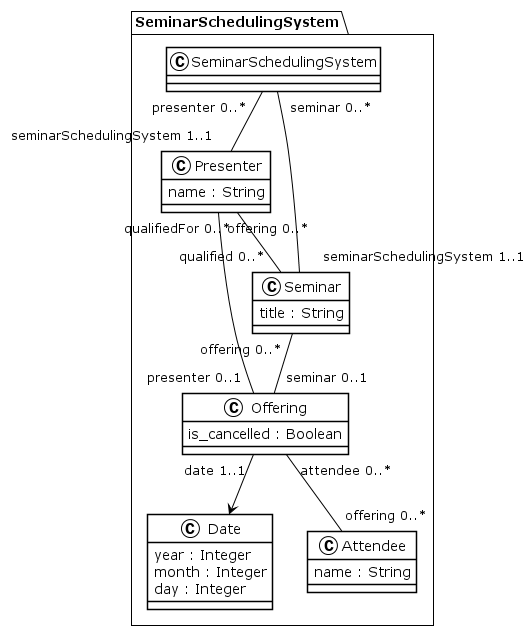 SeminarSchedulingSystem
C SeminarSchedulingSystem
presenter 0..* seminar 0..*
seminarSchedulingSystem 1..1
C Presenter
name : String
qualifiedFor 0..* offering 0..*
qualified 0..* seminarSchedulingSystem 1..1
C Seminar
title : String
offering 0..*
presenter 0..1 seminar 0..1
C Offering
is_cancelled : Boolean
date 1..1 attendee 0..*
offering 0..*
C Date
year : Integer
month : Integer
day : Integer
C Attendee
name : String